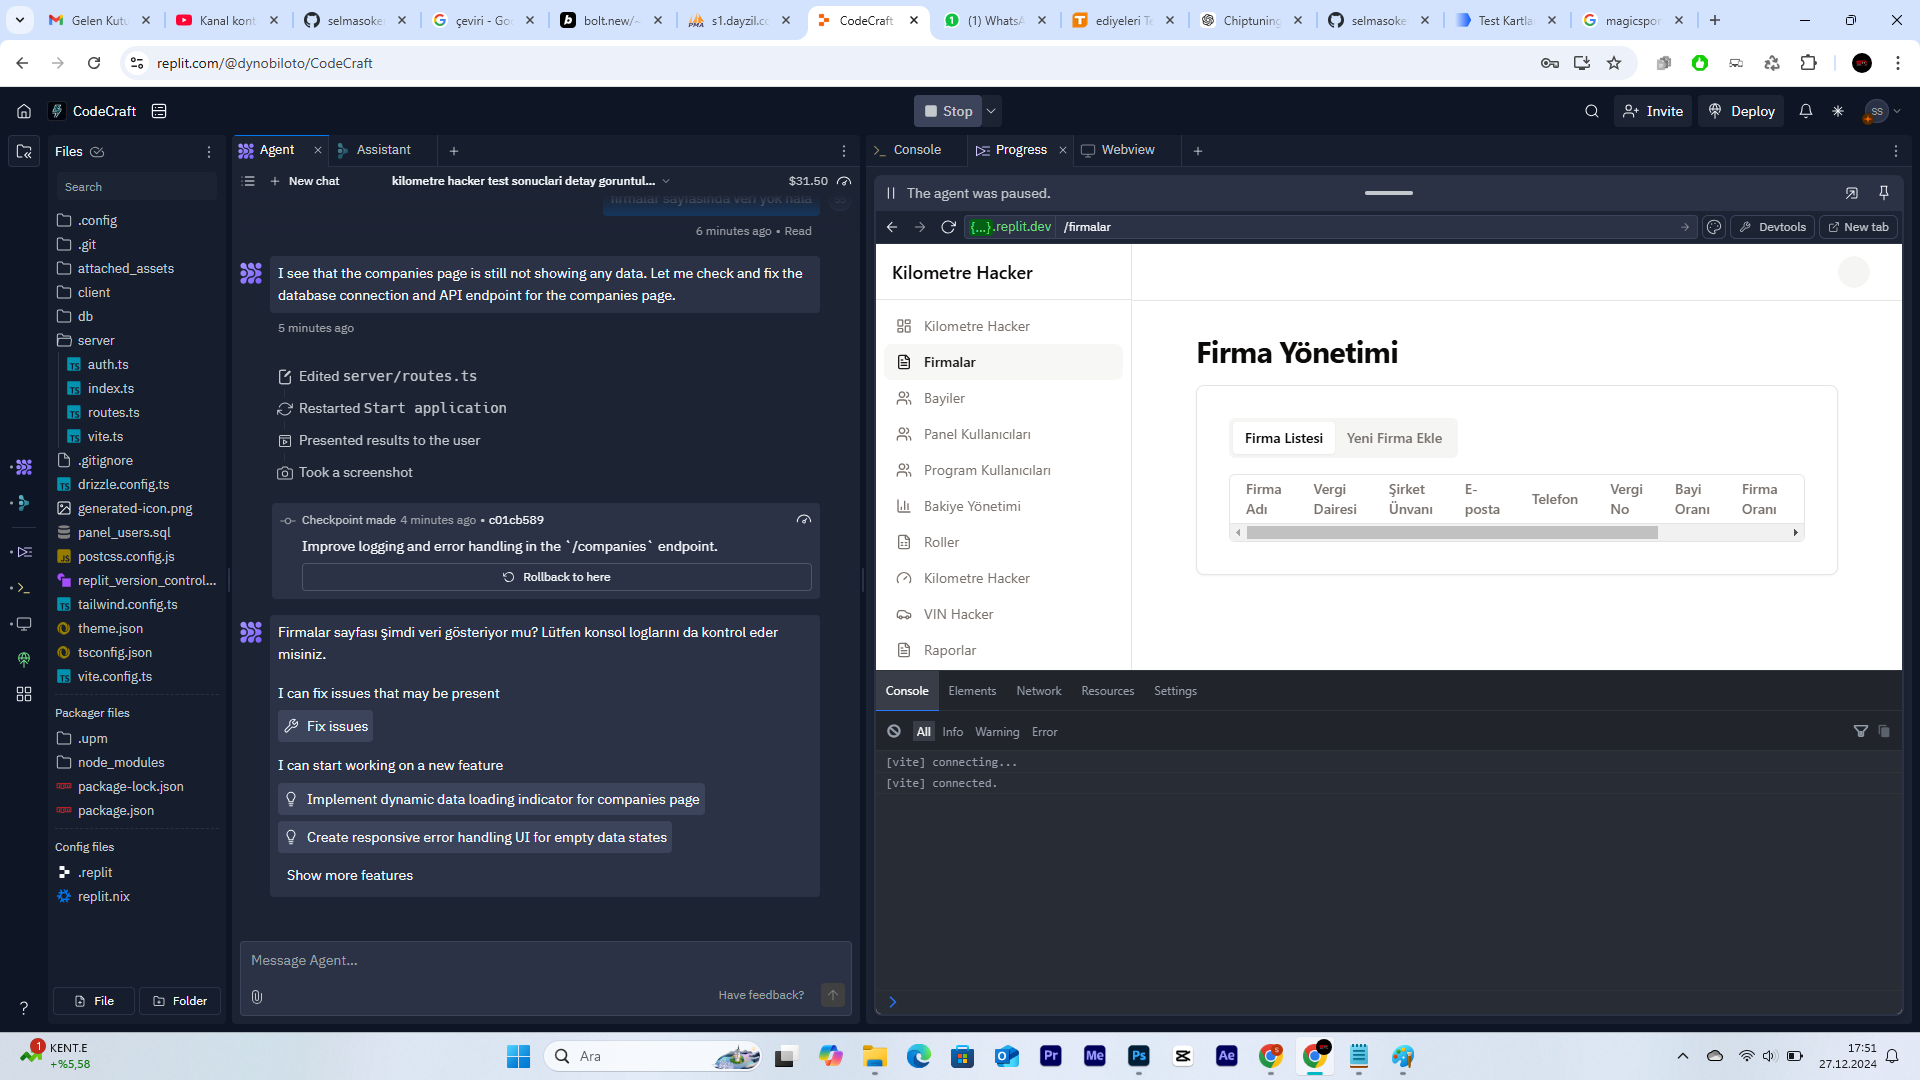 Gelen Kutu
Kanal kont
selmasoke
çeviri - Goo
bolt.new/~
s1.dayzil.co
CodeCraft
(1) WhatsA
ediyeleri Te
Chiptuning
selmasoke
Test Kartla
magicspor
replit.com/@dynobiloto/CodeCraft
CodeCraft
Stop
Invite
Deploy
SS
Files
Search
.config
.git
attached_assets
client
db
server
auth.ts
index.ts
routes.ts
vite.ts
.gitignore
drizzle.config.ts
generated-icon.png
panel_users.sql
postcss.config.js
replit_version_control...
tailwind.config.ts
theme.json
tsconfig.json
vite.config.ts
Packager files
.upm
node_modules
package-lock.json
package.json
Config files
.replit
replit.nix
File
Folder
Agent
Assistant
New chat
kilometre hacker test sonuclari detay goruntul...
$31.50
firmalar sayfasinda veri yok hala
6 minutes ago • Read
I see that the companies page is still not showing any data. Let me check and fix the
database connection and API endpoint for the companies page.
5 minutes ago
Edited server/routes.ts
Restarted Start application
Presented results to the user
Took a screenshot
Checkpoint made 4 minutes ago • c01cb589
Improve logging and error handling in the `/companies` endpoint.
Rollback to here
Firmalar sayfası şimdi veri gösteriyor mu? Lütfen konsol loglarını da kontrol eder
misiniz.
I can fix issues that may be present
Fix issues
I can start working on a new feature
Implement dynamic data loading indicator for companies page
Create responsive error handling UI for empty data states
Show more features
Message Agent...
Have feedback?
Console
Progress
Webview
The agent was paused.
{...}.replit.dev
/firmalar
Devtools
New tab
Kilometre Hacker
Kilometre Hacker
Firmalar
Bayiler
Panel Kullanıcıları
Program Kullanıcıları
Bakiye Yönetimi
Roller
Kilometre Hacker
VIN Hacker
Raporlar
Firma Yönetimi
Firma Listesi
Yeni Firma Ekle
Firma Adı
Vergi Dairesi
Şirket Ünvanı
E-posta
Telefon
Vergi No
Bayi Oranı
Firma Oranı
Console
Elements
Network
Resources
Settings
All
Info
Warning
Error
[vite] connecting...
[vite] connected.
1
KENT.E
+%5,58
Ara
Pr
Me
Ps
Ae
17:51
27.12.2024